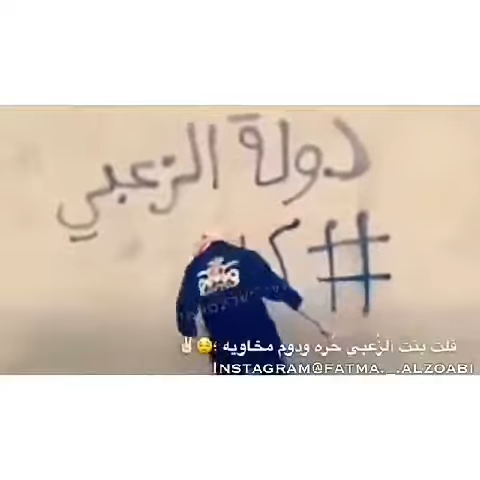 دولة الزعبي
#ك
قلت بنت الزعبي حره ودوم مخاويه ؛😌✌🏻
Instagram@fatma._.alzoabi